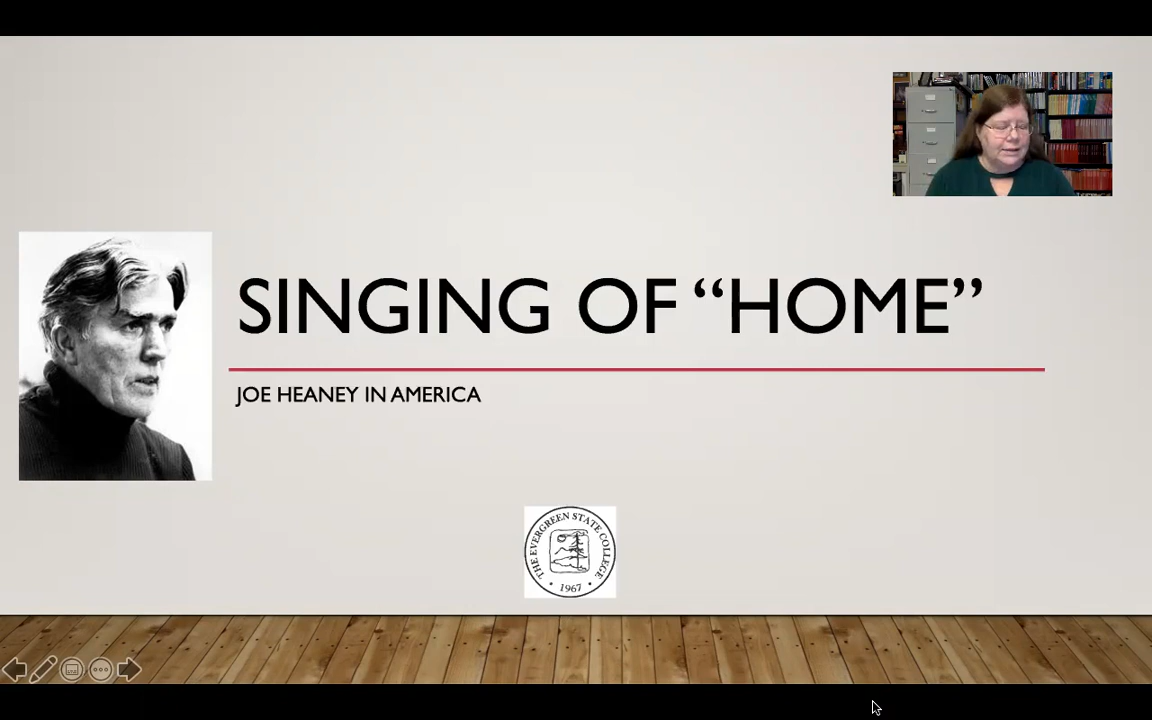 SINGING OF “HOME”
JOE HEANEY IN AMERICA
THE EVERGREEN STATE COLLEGE
• 1967 •